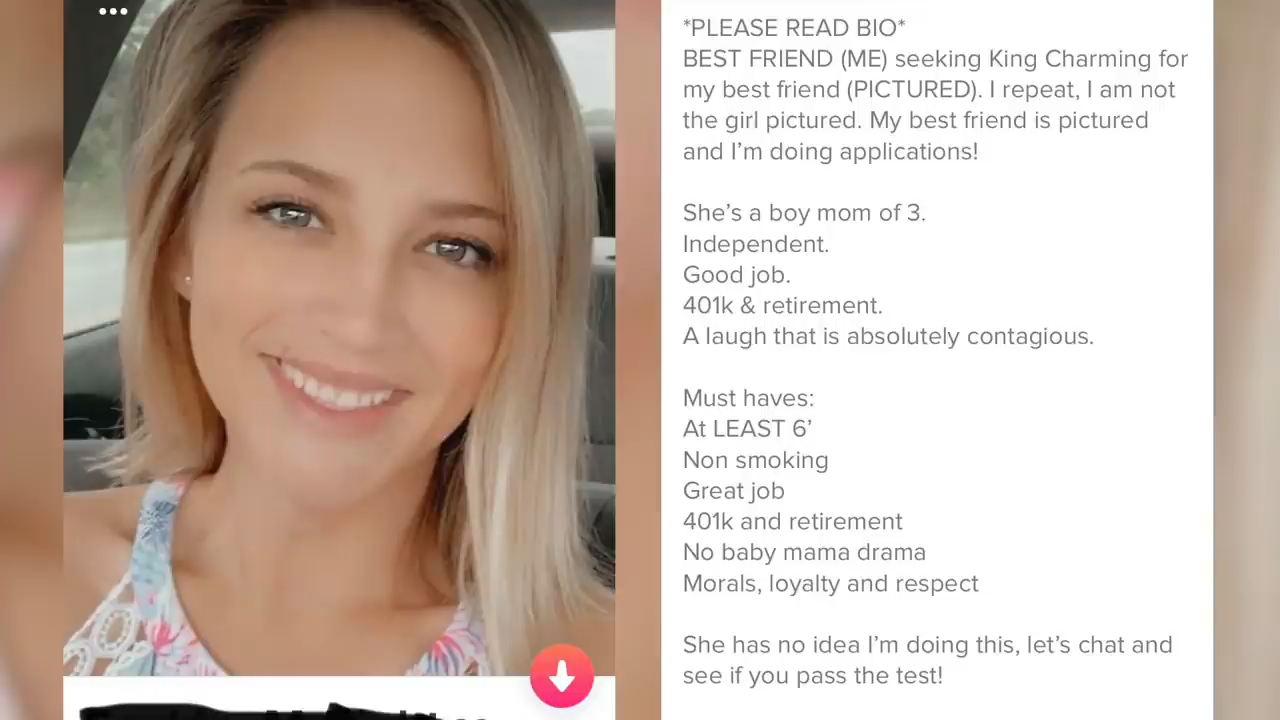 *PLEASE READ BIO*
BEST FRIEND (ME) seeking King Charming for
my best friend (PICTURED). I repeat, I am not
the girl pictured. My best friend is pictured
and I’m doing applications!
She’s a boy mom of 3.
Independent.
Good job.
401k & retirement.
A laugh that is absolutely contagious.
Must haves:
At LEAST 6’
Non smoking
Great job
401k and retirement
No baby mama drama
Morals, loyalty and respect
She has no idea I’m doing this, let’s chat and
see if you pass the test!